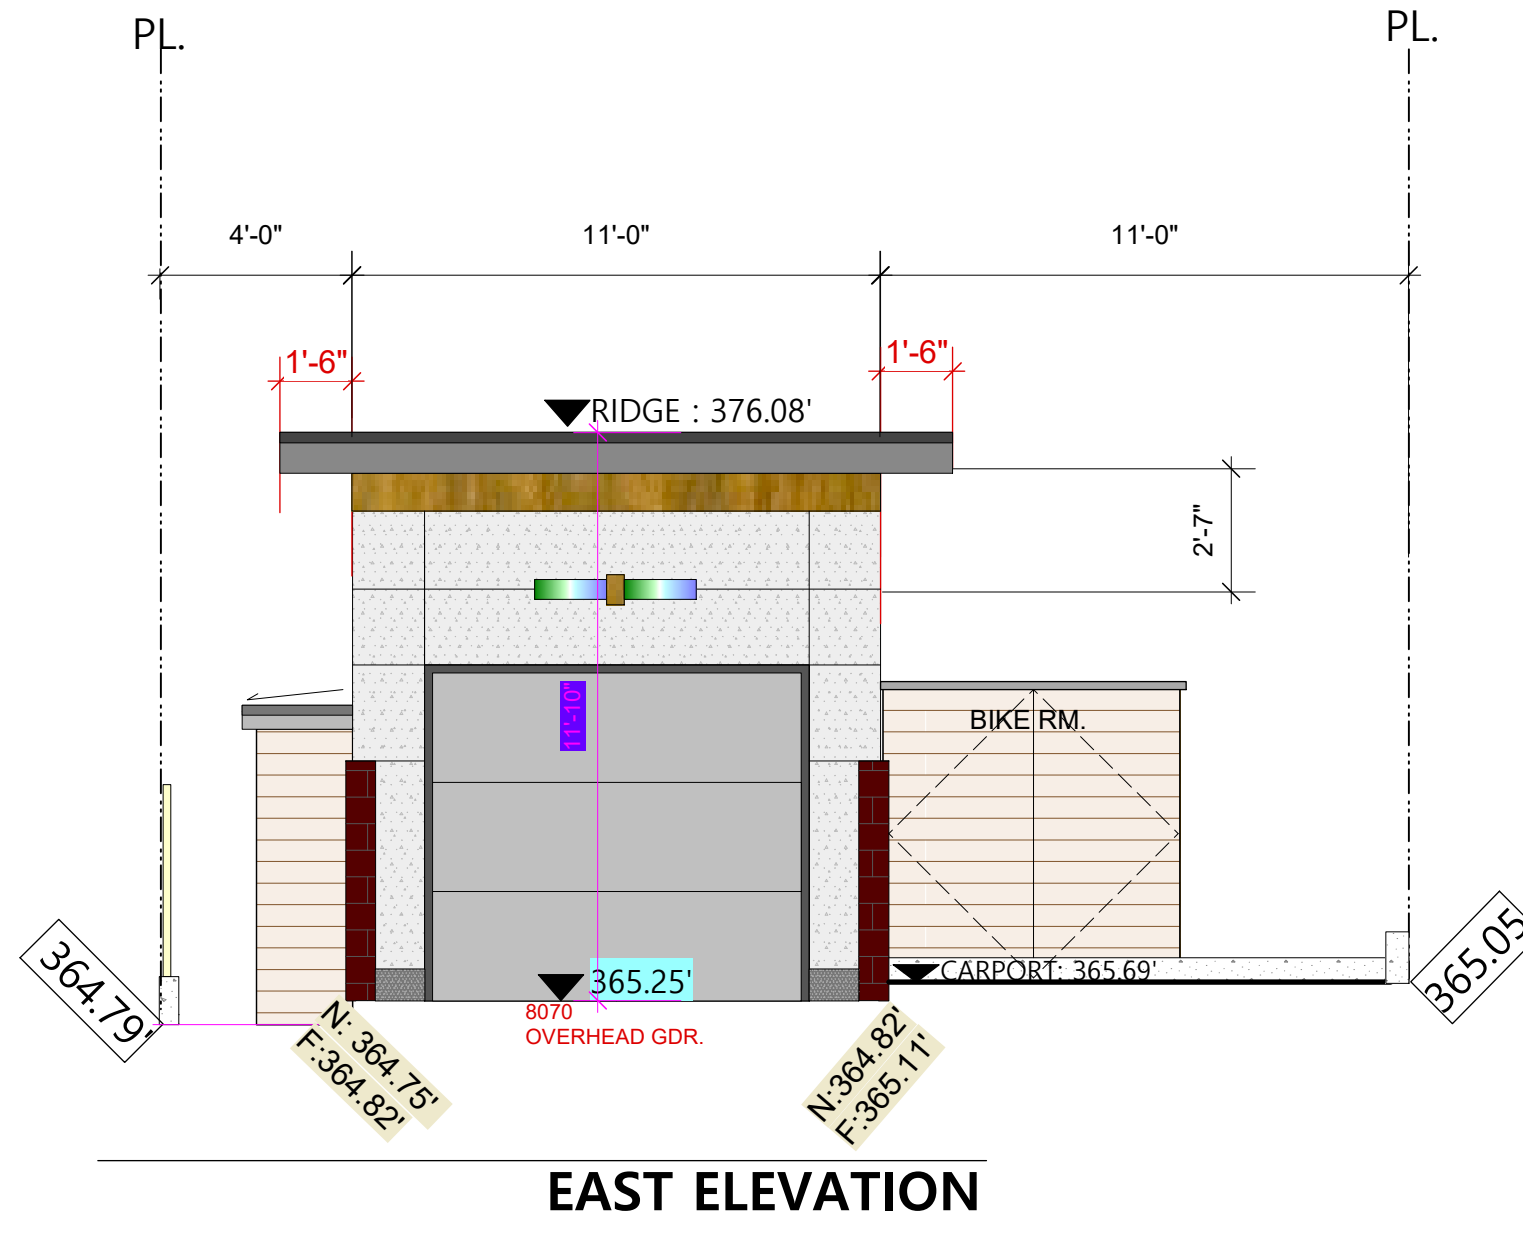 PL.
PL.
4'-0"
11'-0"
11'-0"
1'-6"
1'-6"
RIDGE : 376.08'
2'-7"
11'-10"
BIKE RM.
365.25'
CARPORT: 365.69'
8070
OVERHEAD GDR.
364.79'
N: 364.75'
F:364.82'
N:364.82'
F:365.11'
365.05
EAST ELEVATION